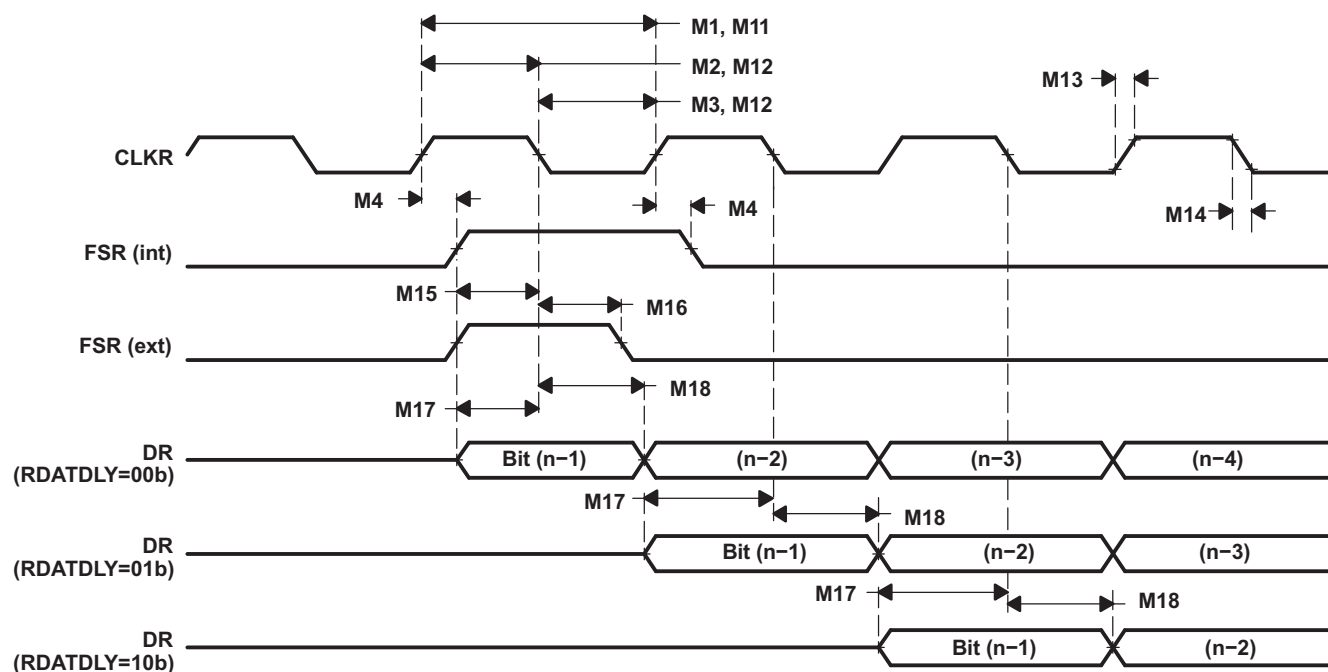 M1, M11
M2, M12
M13
M3, M12
CLKR
M4
M4
M14
FSR (int)
M15
M16
FSR (ext)
M18
M17
DR
(RDATDLY=00b)
Bit (n−1)
(n−2)
(n−3)
(n−4)
M17
M18
DR
(RDATDLY=01b)
Bit (n−1)
(n−2)
(n−3)
M17
M18
DR
(RDATDLY=10b)
Bit (n−1)
(n−2)